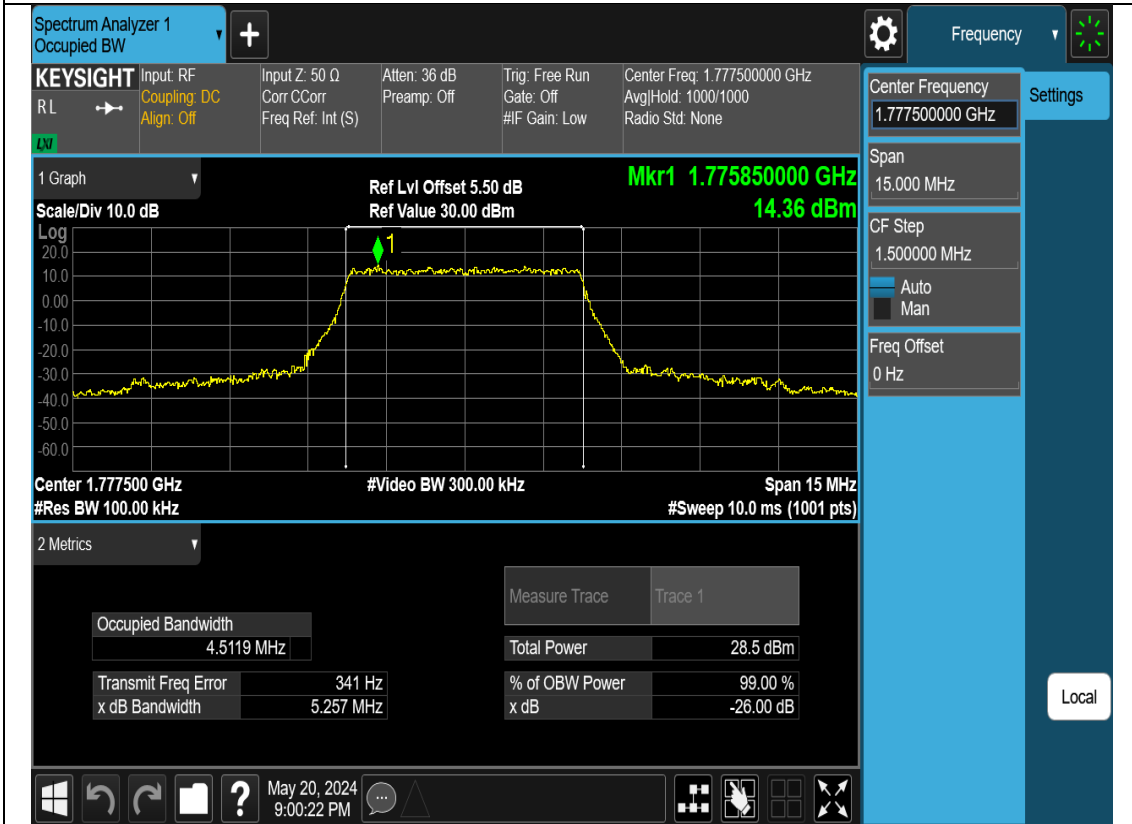 Spectrum Analyzer 1
Occupied BW
Frequency
KEYSIGHT
RL
LXI
Input: RF
Coupling: DC
Align: Off
Input Z: 50 Ω
Corr CCorr
Freq Ref: Int (S)
Atten: 36 dB
Preamp: Off
Trig: Free Run
Gate: Off
#IF Gain: Low
Center Freq: 1.777500000 GHz
Avg|Hold: 1000/1000
Radio Std: None
Center Frequency
1.777500000 GHz
Settings
Span
15.000 MHz
CF Step
1.500000 MHz
Auto
Man
Freq Offset
0 Hz
Local
1 Graph
Scale/Div 10.0 dB
Ref Lvl Offset 5.50 dB
Ref Value 30.00 dBm
Mkr1 1.775850000 GHz
14.36 dBm
Log
1
20.0
10.0
0.00
-10.0
-20.0
-30.0
-40.0
-50.0
-60.0
Center 1.777500 GHz
#Video BW 300.00 kHz
Span 15 MHz
#Res BW 100.00 kHz
#Sweep 10.0 ms (1001 pts)
2 Metrics
Measure Trace Trace 1
Occupied Bandwidth
4.5119 MHz
Total Power 28.5 dBm
Transmit Freq Error 341 Hz
% of OBW Power 99.00 %
x dB Bandwidth 5.257 MHz
x dB -26.00 dB
May 20, 2024
9:00:22 PM